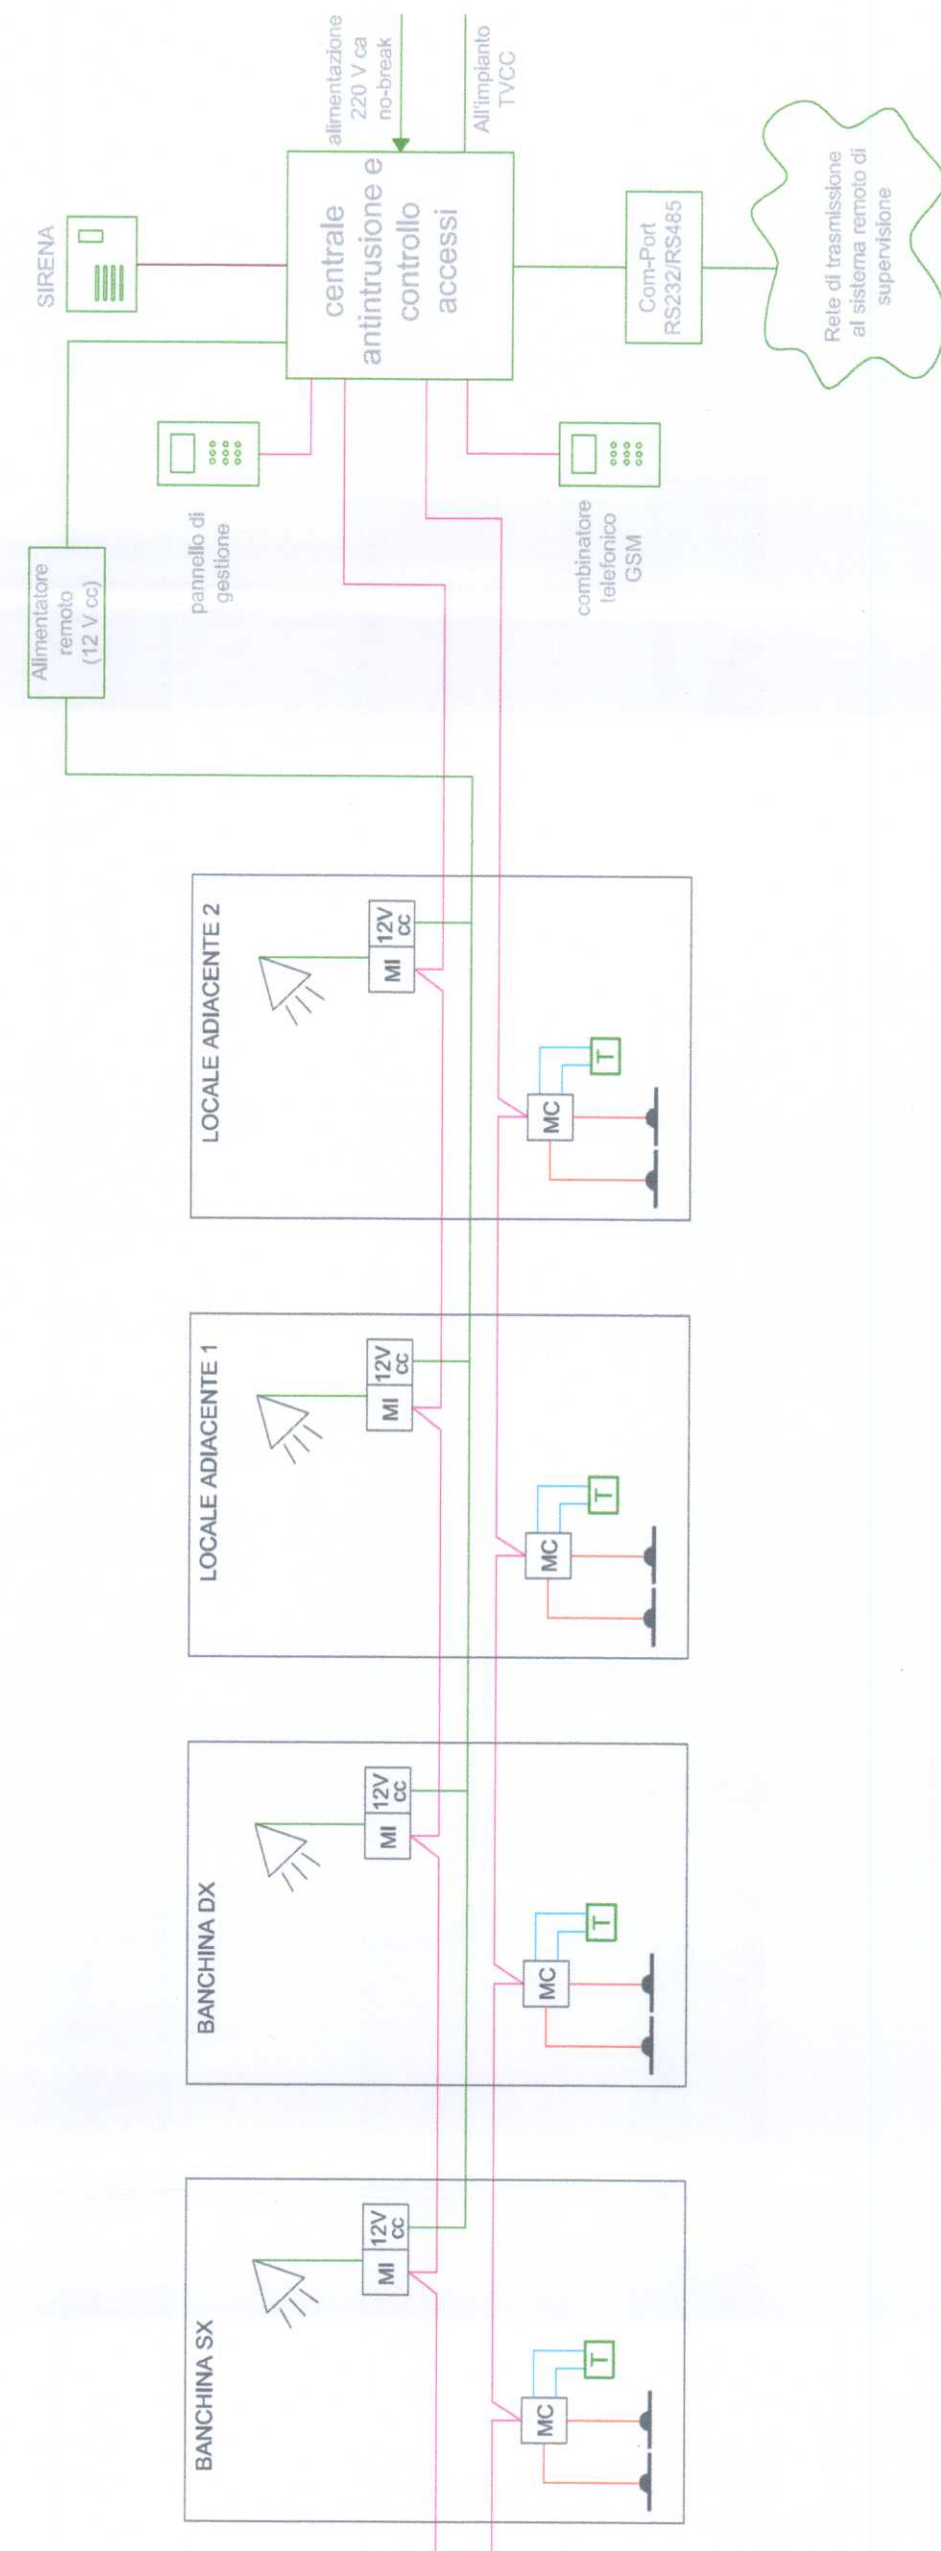 BANCHINA SX
MI
12V
cc
MC
T
BANCHINA DX
MI
12V
cc
MC
T
LOCALE ADIACENTE 1
MI
12V
cc
MC
T
LOCALE ADIACENTE 2
MI
12V
cc
MC
T
Alimentatore
remoto
(12 V cc)
SIRENA
pannello di
gestione
centrale
antintrusione e
controllo
accessi
alimentazione
220 V ca
no-break
All'impianto
TVCC
combinatore
telefonico
GSM
Com-Port
RS232/RS485
Rete di trasmissione
al sistema remoto di
supervisione